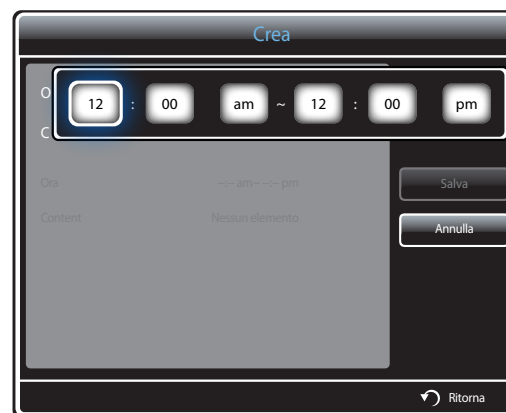 Crea
O
12 : 00 am ~ 12 : 00 pm
C
Ora --:-- am~ --:-- pm
Salva
Content Nessun elemento
Annulla
Ritorna